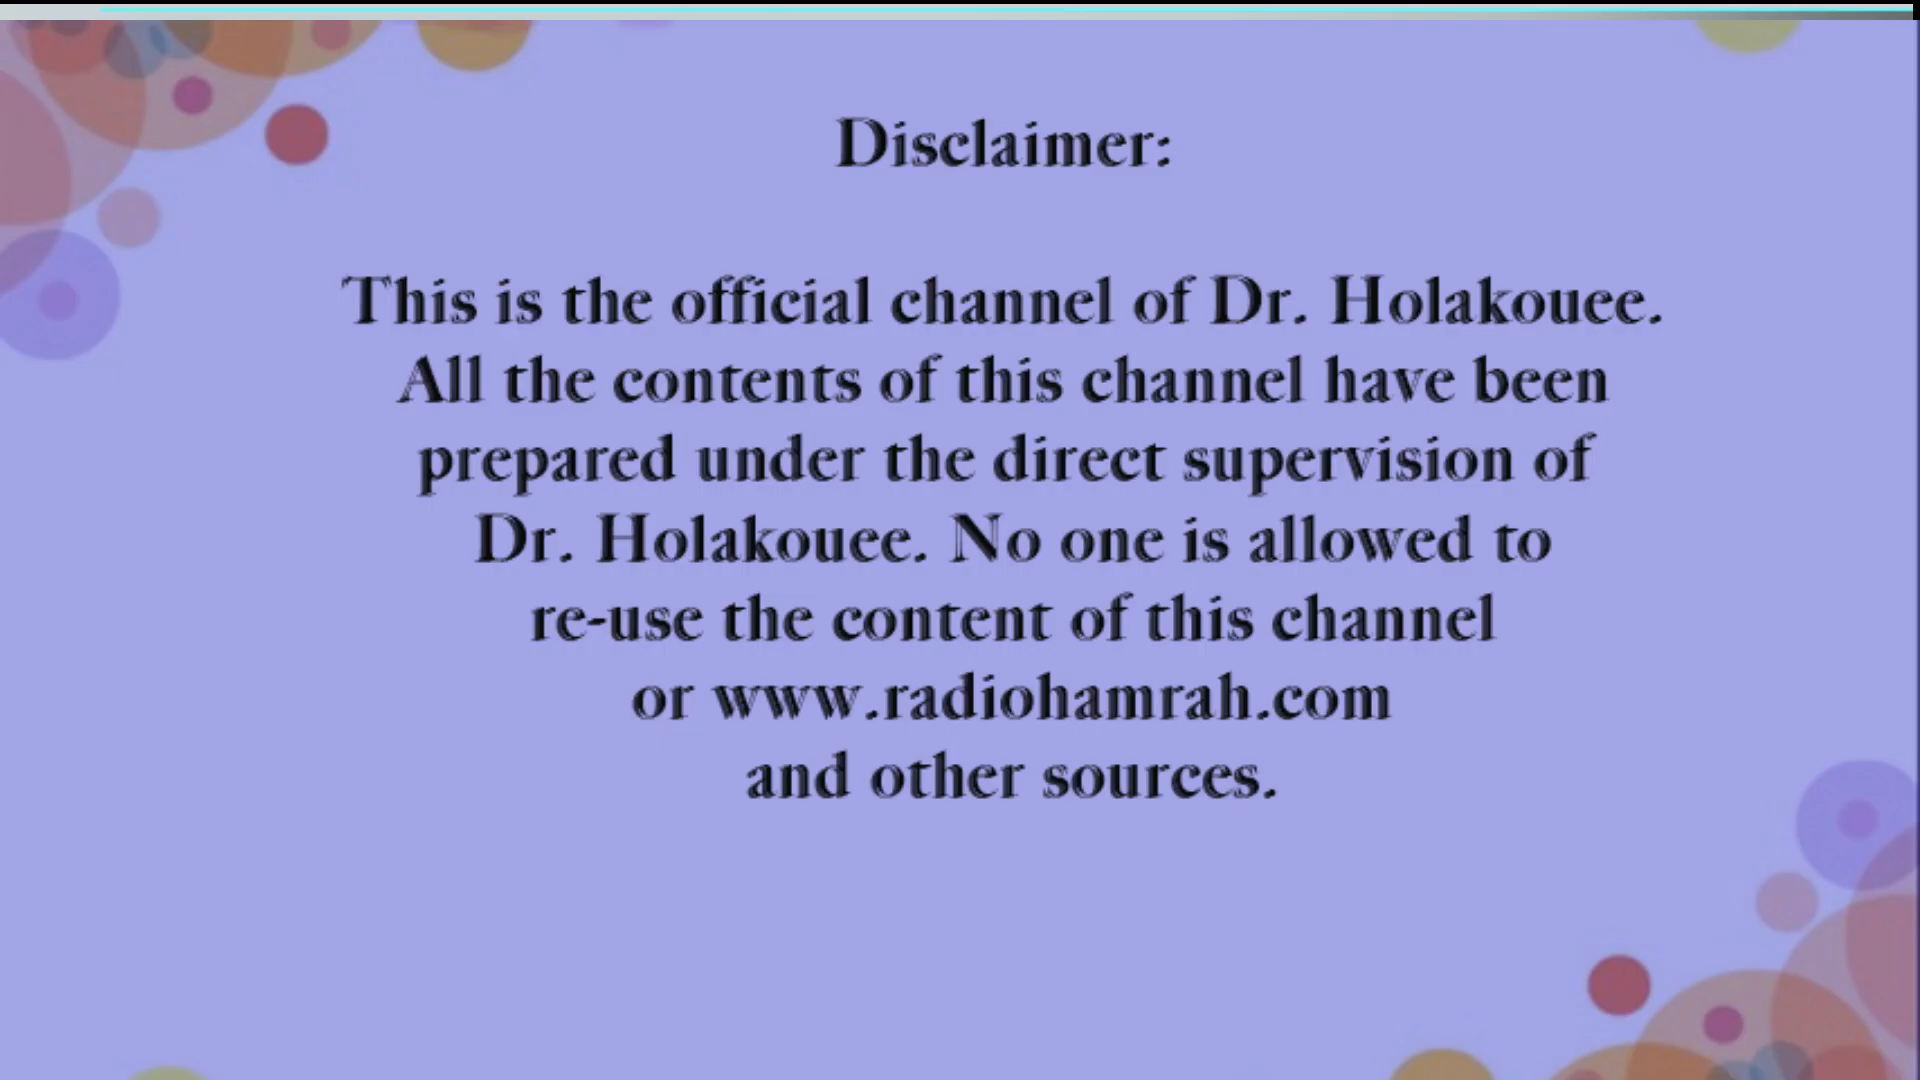 Disclaimer:
This is the official channel of Dr. Holakouee.
All the contents of this channel have been
prepared under the direct supervision of
Dr. Holakouee. No one is allowed to
re-use the content of this channel
or www.radiohamrah.com
and other sources.